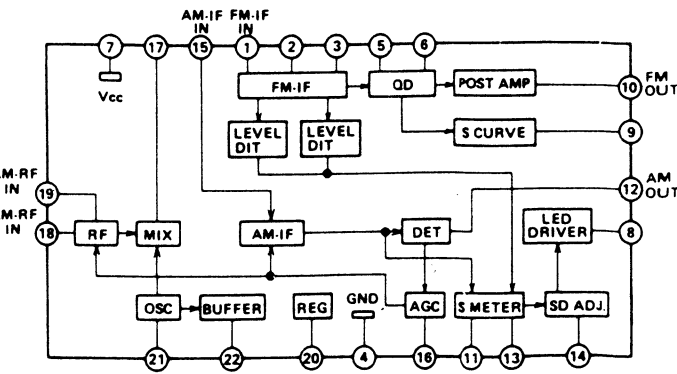 AM-IF FM-IF
IN IN
7 17 15 1 2 3 5 6
Vcc
FM-IF
QD
POST AMP
10
FM
OUT
LEVEL
DIT
LEVEL
DIT
S CURVE
9
M-RF
IN
19
12
AM
OUT
M-RF
IN
18
RF
MIX
AM-IF
DET
LED
DRIVER
8
OSC
BUFFER
REG
GND
AGC
S METER
SD ADJ.
21 22 20 4 16 11 13 14